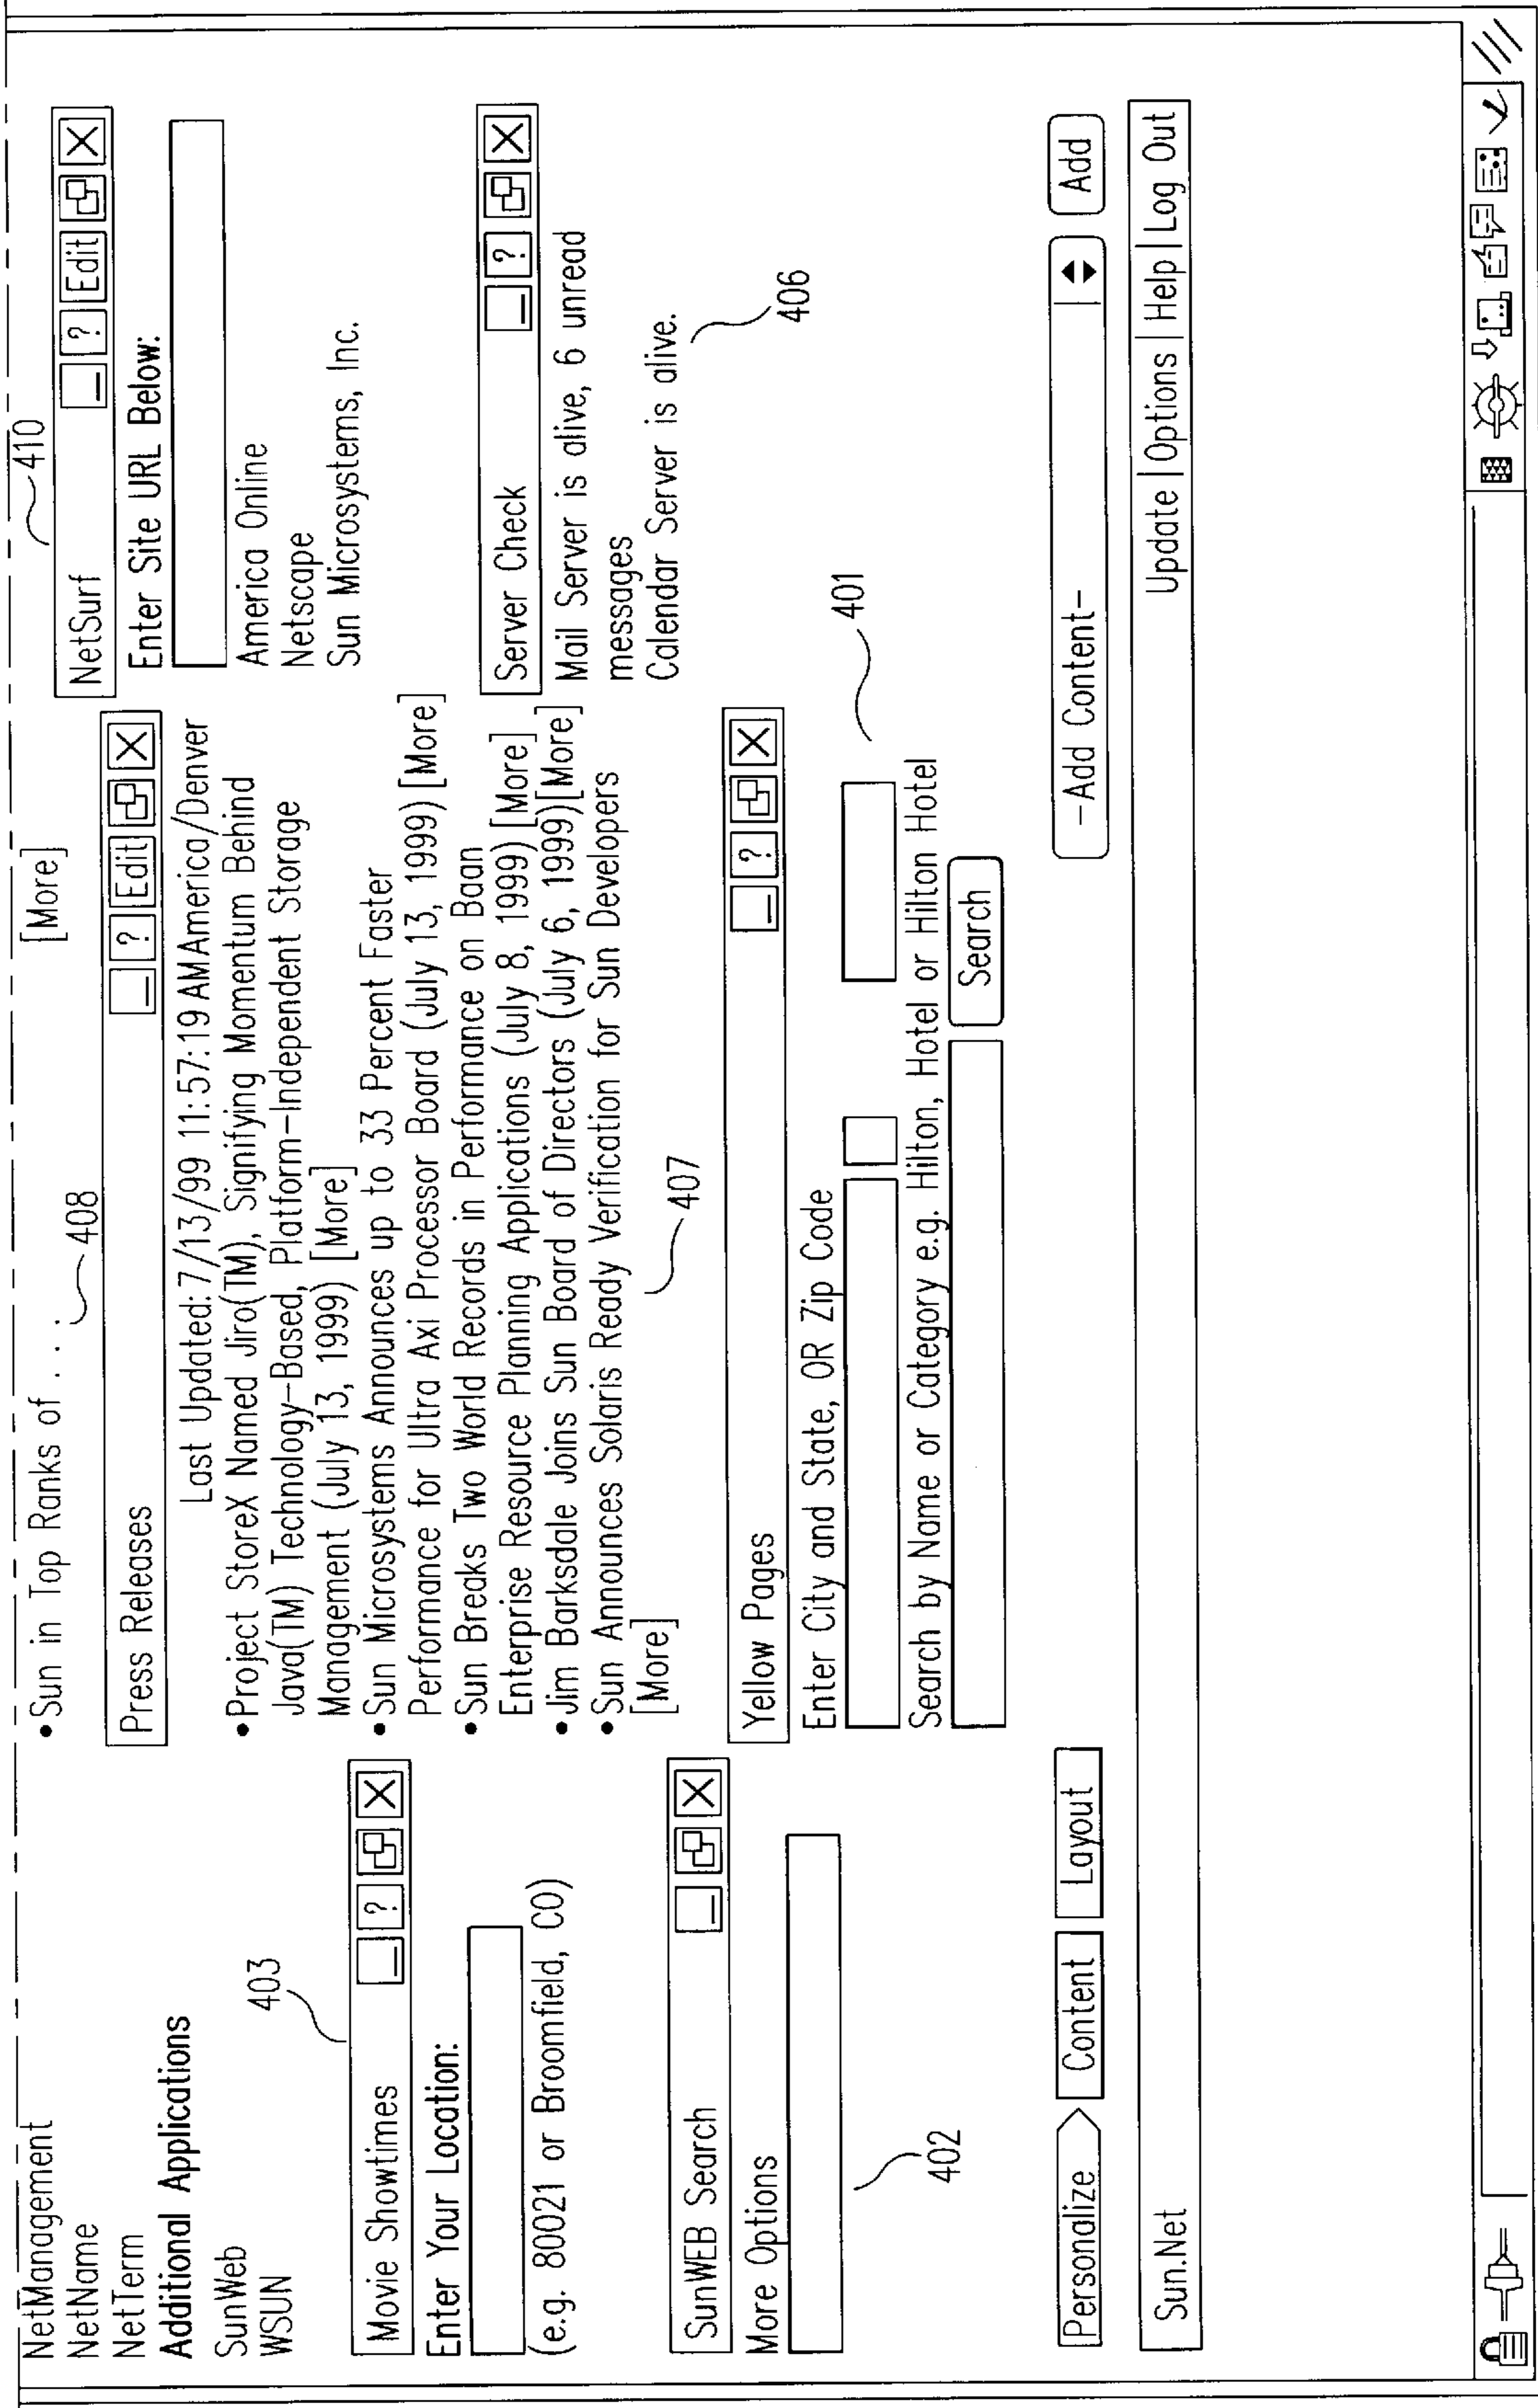 NetManagement
NetName
NetTerm
Additional Applications
SunWeb
WSUN
403
Movie Showtimes
? 
Enter Your Location:
(e.g. 80021 or Broomfield, CO)
SunWEB Search
More Options
402
• Sun in Top Ranks of . . . .
[More]
408
Press Releases
? Edit
Last Updated: 7/13/99 11:57:19 AM America/Denver
• Project StoreX Named Jiro(TM), Signifying Momentum Behind
Java(TM) Technology-Based, Platform-Independent Storage
Management (July 13, 1999) [More]
• Sun Microsystems Announces up to 33 Percent Faster
Performance for Ultra Axi Processor Board (July 13, 1999) [More]
• Sun Breaks Two World Records in Performance on Baan
Enterprise Resource Planning Applications (July 8, 1999) [More]
• Jim Barksdale Joins Sun Board of Directors (July 6, 1999)[More]
• Sun Announces Solaris Ready Verification for Sun Developers
[More]
407
Yellow Pages
?
Enter City and State, OR Zip Code
401
Search by Name or Category e.g. Hilton, Hotel or Hilton Hotel
Search
410
NetSurf
? Edit
Enter Site URL Below:
America Online
Netscape
Sun Microsystems, Inc.
Server Check
?
Mail Server is alive, 6 unread
messages
Calendar Server is alive.
406
Personalize Content Layout
-Add Content- Add
Sun.Net
Update | Options | Help | Log Out